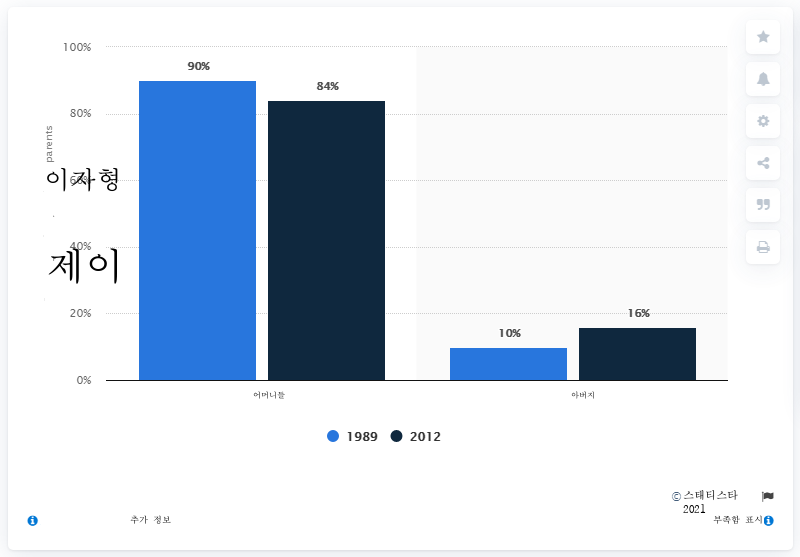 100%
80%
60%
40%
20%
0%
parents
이자형
제이
90%
84%
10%
16%
어머니들
아버지
1989 2012
© 스태티스타
2021
추가 정보
부족함 표시